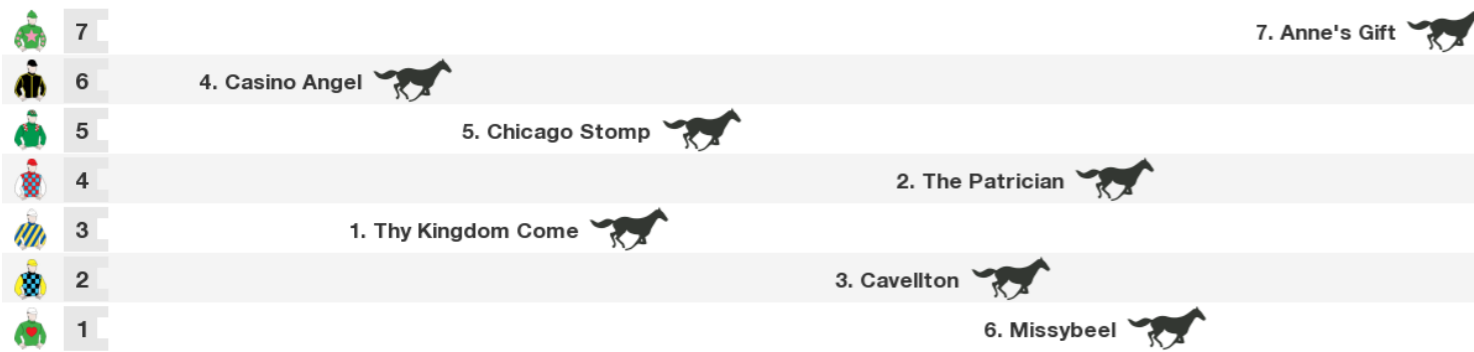 7 7. Anne's Gift
6 4. Casino Angel
5 5. Chicago Stomp
4 2. The Patrician
3 1. Thy Kingdom Come
2 3. Cavellton
1 6. Missybeel